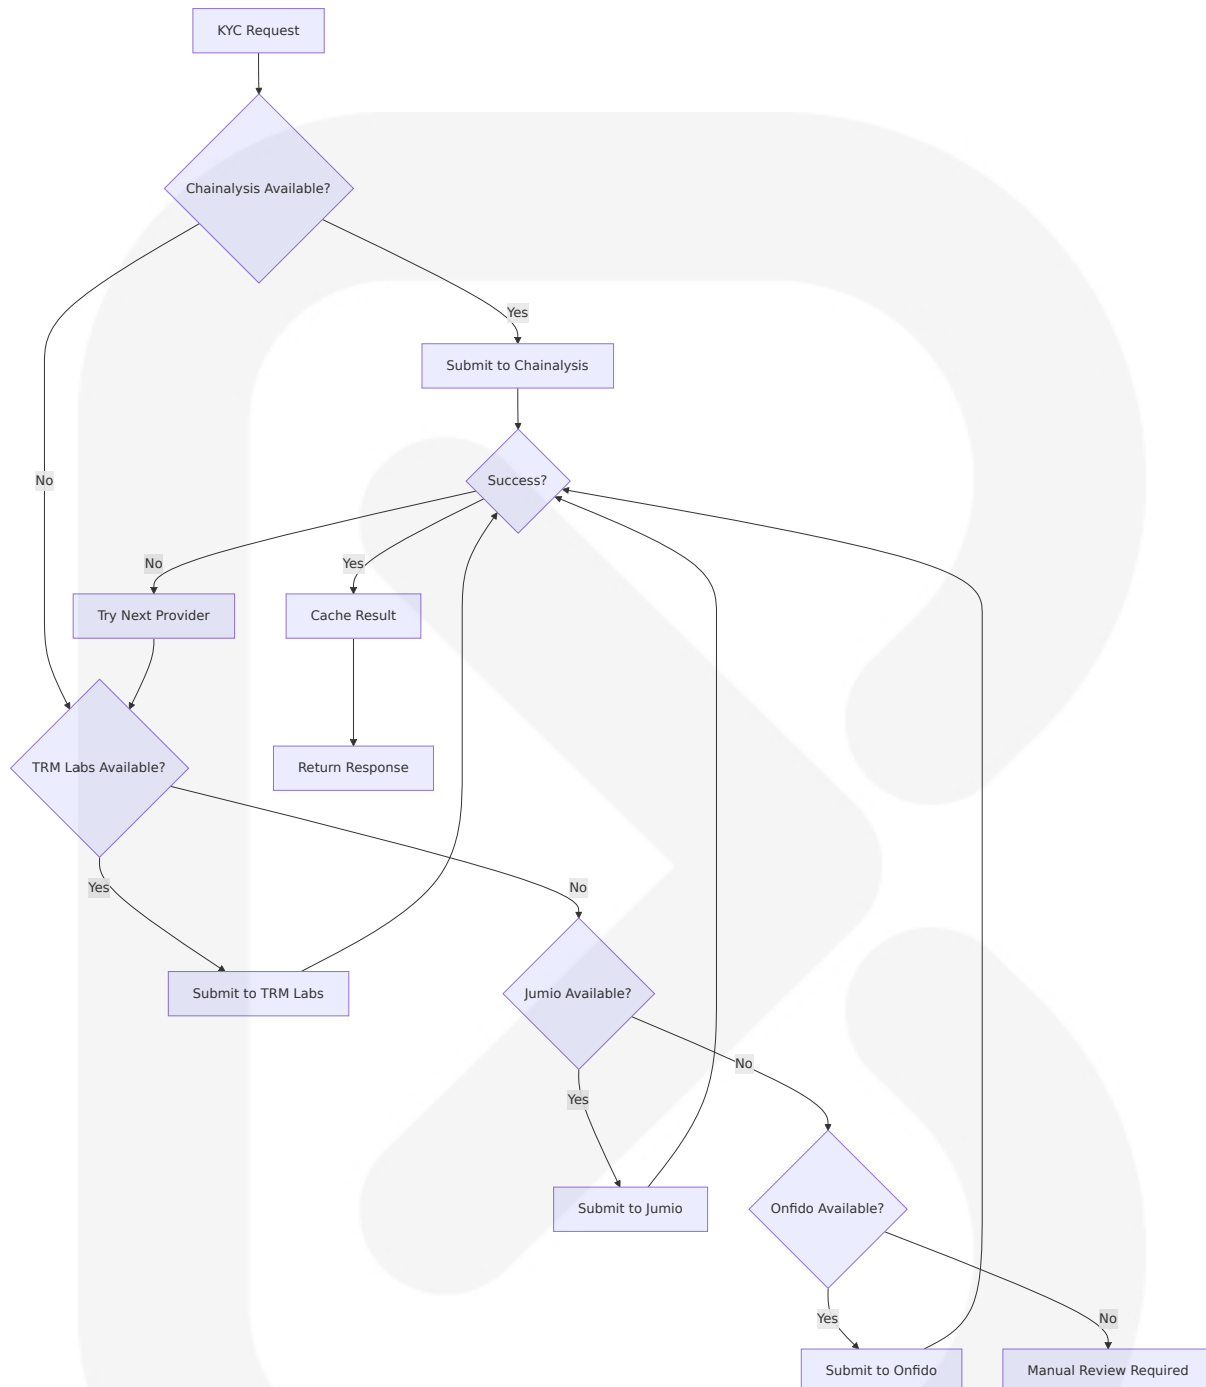 KYC Request
Chainalysis Available?
Yes
Submit to Chainalysis
No
Success?
No
Yes
Try Next Provider
Cache Result
TRM Labs Available?
Return Response
Yes
No
Submit to TRM Labs
Jumio Available?
No
Yes
Submit to Jumio
Onfido Available?
Yes
No
Submit to Onfido
Manual Review Required